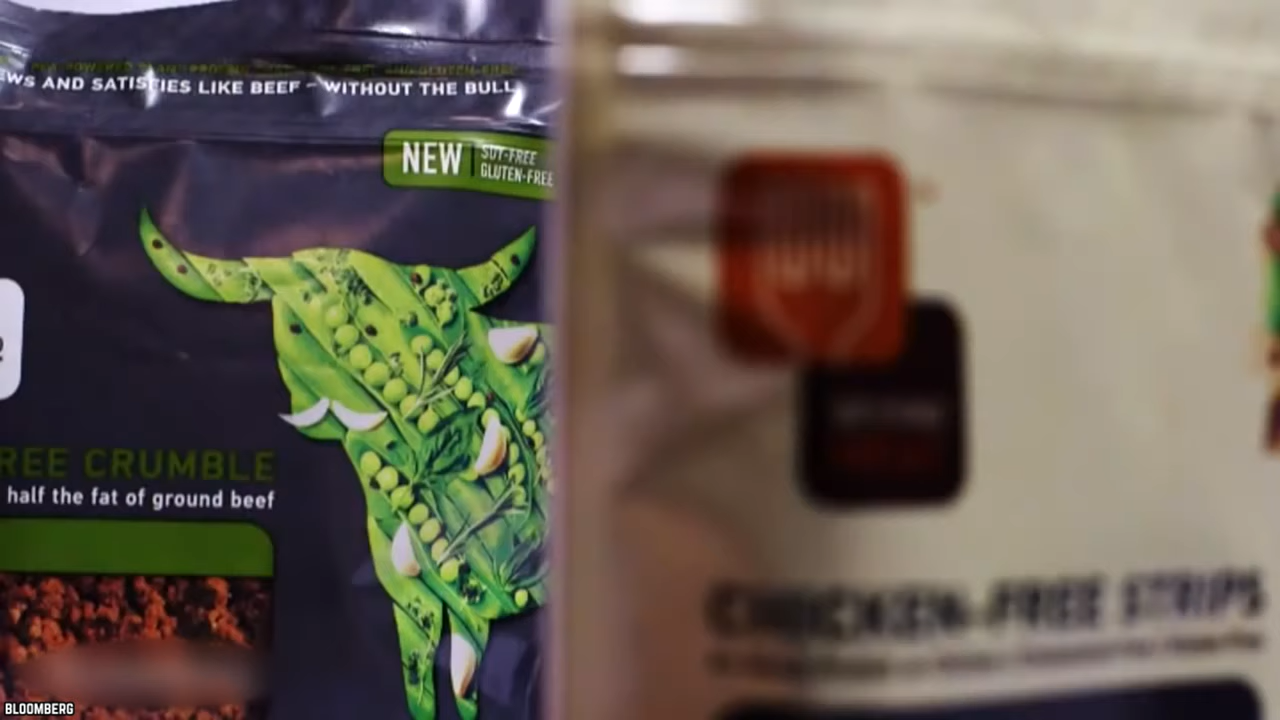 EWS AND SATISFIES LIKE BEEF - WITHOUT THE BULL
NEW
SOY-FREE
GLUTEN-FREE
REE CRUMBLE
half the fat of ground beef
CHICKEN-FREE STRIPS
BLOOMBERG